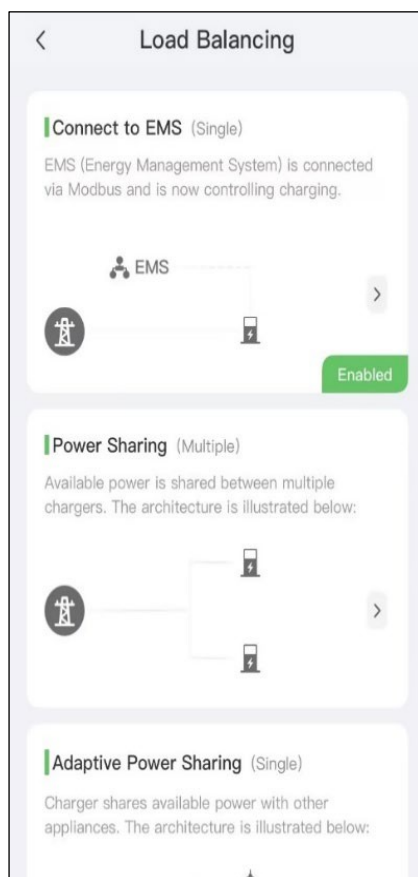 Load Balancing
Connect to EMS (Single)
EMS (Energy Management System) is connected
via Modbus and is now controlling charging.
EMS
Enabled
Power Sharing (Multiple)
Available power is shared between multiple
chargers. The architecture is illustrated below:
Adaptive Power Sharing (Single)
Charger shares available power with other
appliances. The architecture is illustrated below: